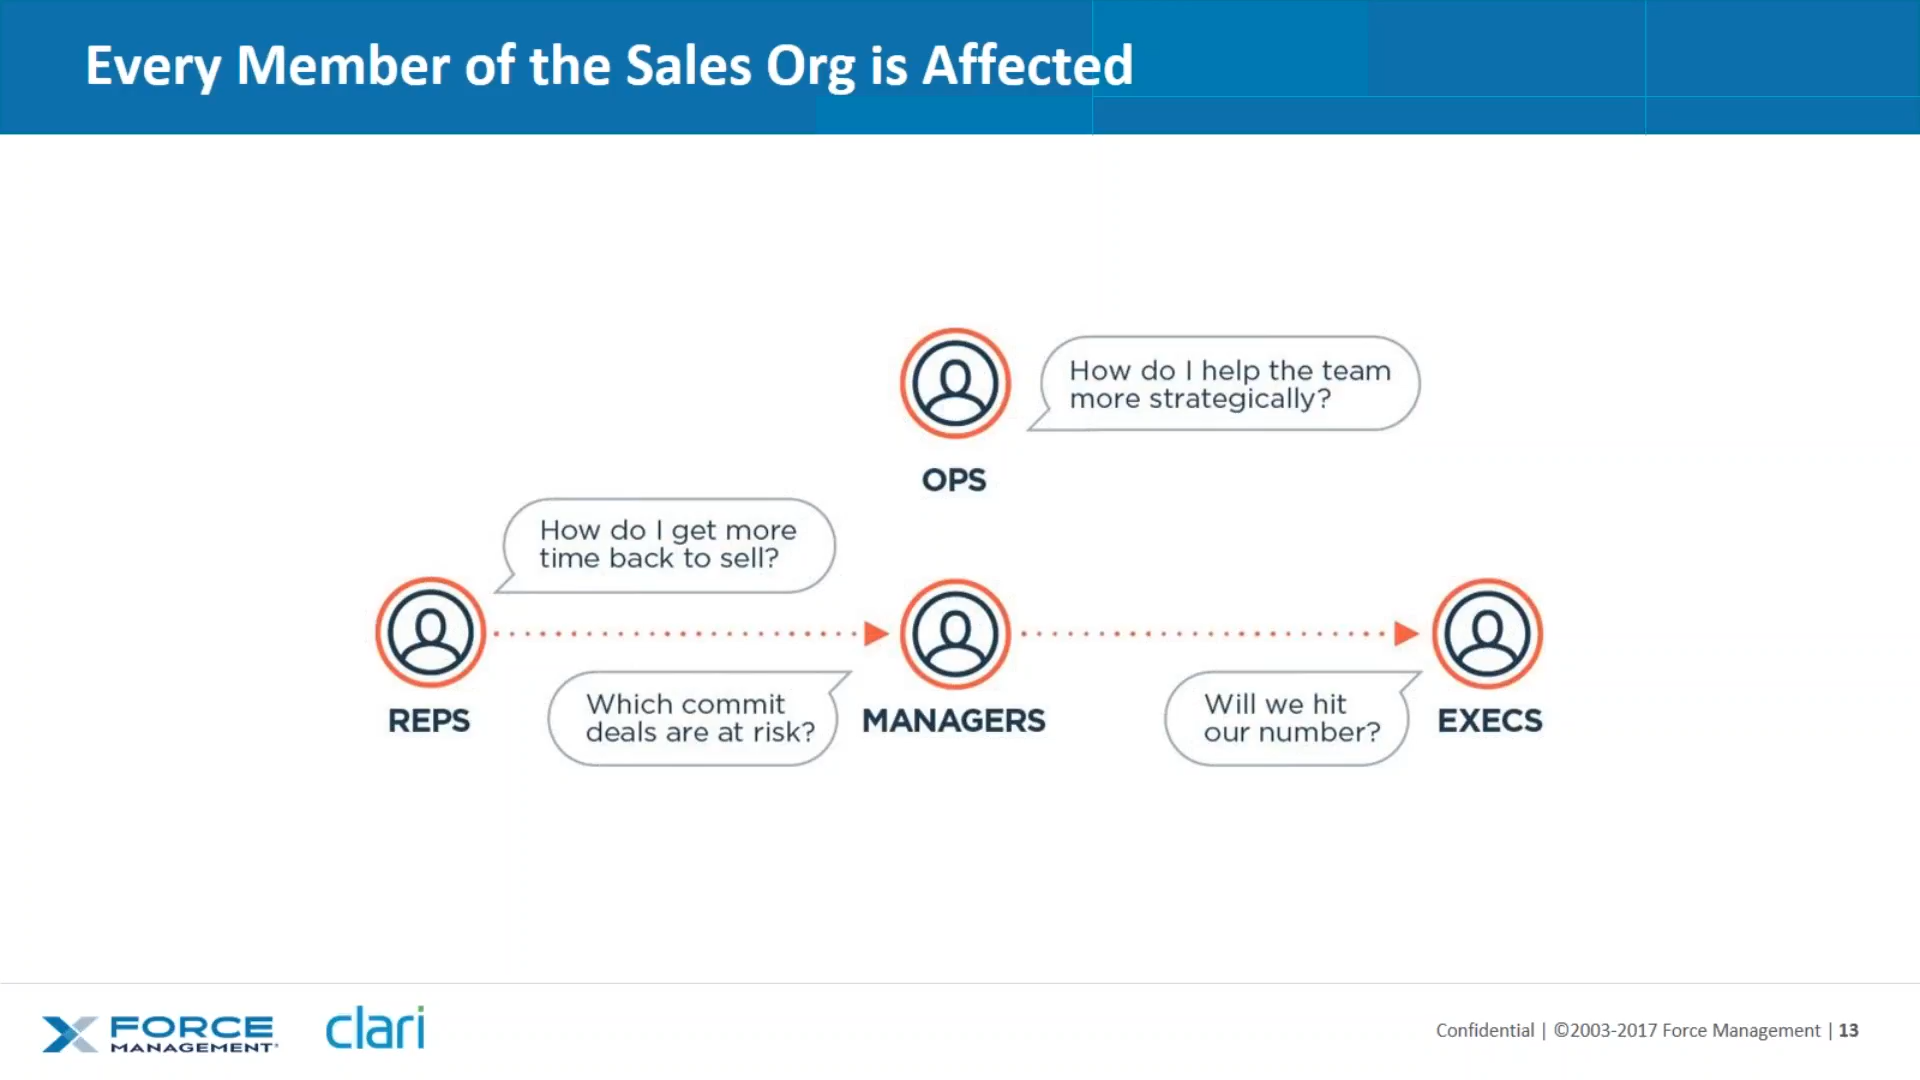 Every Member of the Sales Org is Affected
How do I help the team
more strategically?
OPS
How do I get more
time back to sell?
Which commit
deals are at risk?
Will we hit
our number?
REPS
MANAGERS
EXECS
FORCE
MANAGEMENT
clari
Confidential | ©2003-2017 Force Management | 13